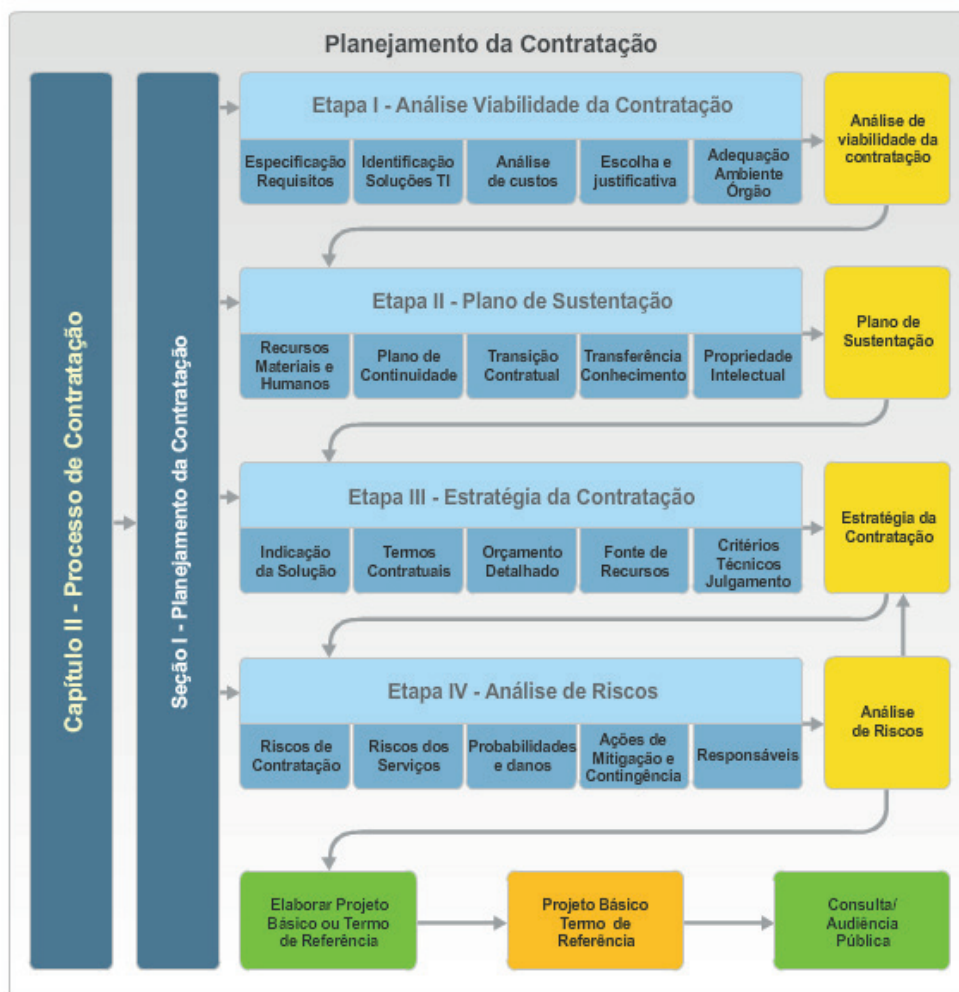 Planejamento da Contratação
Capítulo II - Processo de Contratação
Seção I - Planejamento da Contratação
Etapa I - Análise Viabilidade da Contratação
Especificação
Requisitos
Identificação
Soluções TI
Análise
de custos
Escolha e
justificativa
Adequação
Ambiente
Órgão
Análise de
viabilidade da
contratação
Etapa II - Plano de Sustentação
Recursos
Materiais e
Humanos
Plano de
Continuidade
Transição
Contratual
Transferência
Conhecimento
Propriedade
Intelectual
Plano de
Sustentação
Etapa III - Estratégia da Contratação
Indicação
da Solução
Termos
Contratuais
Orçamento
Detalhado
Fonte de
Recursos
Critérios
Técnicos
Julgamento
Estratégia da
Contratação
Etapa IV - Análise de Riscos
Riscos de
Contratação
Riscos dos
Serviços
Probabilidades
e danos
Ações de
Mitigação e
Contingência
Responsáveis
Análise
de Riscos
Elaborar Projeto
Básico ou Termo
de Referência
Projeto Básico
Termo de
Referência
Consulta/
Audiência
Pública